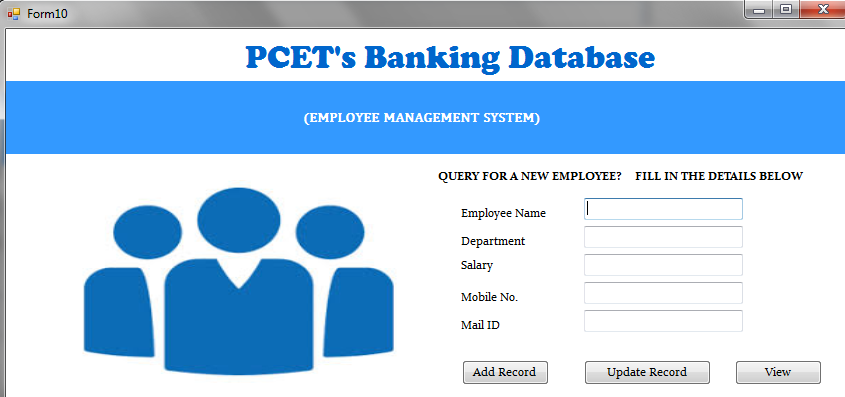 Form10
PCET's Banking Database
(EMPLOYEE MANAGEMENT SYSTEM)
QUERY FOR A NEW EMPLOYEE? FILL IN THE DETAILS BELOW
Employee Name
Department
Salary
Mobile No.
Mail ID
Add Record Update Record View